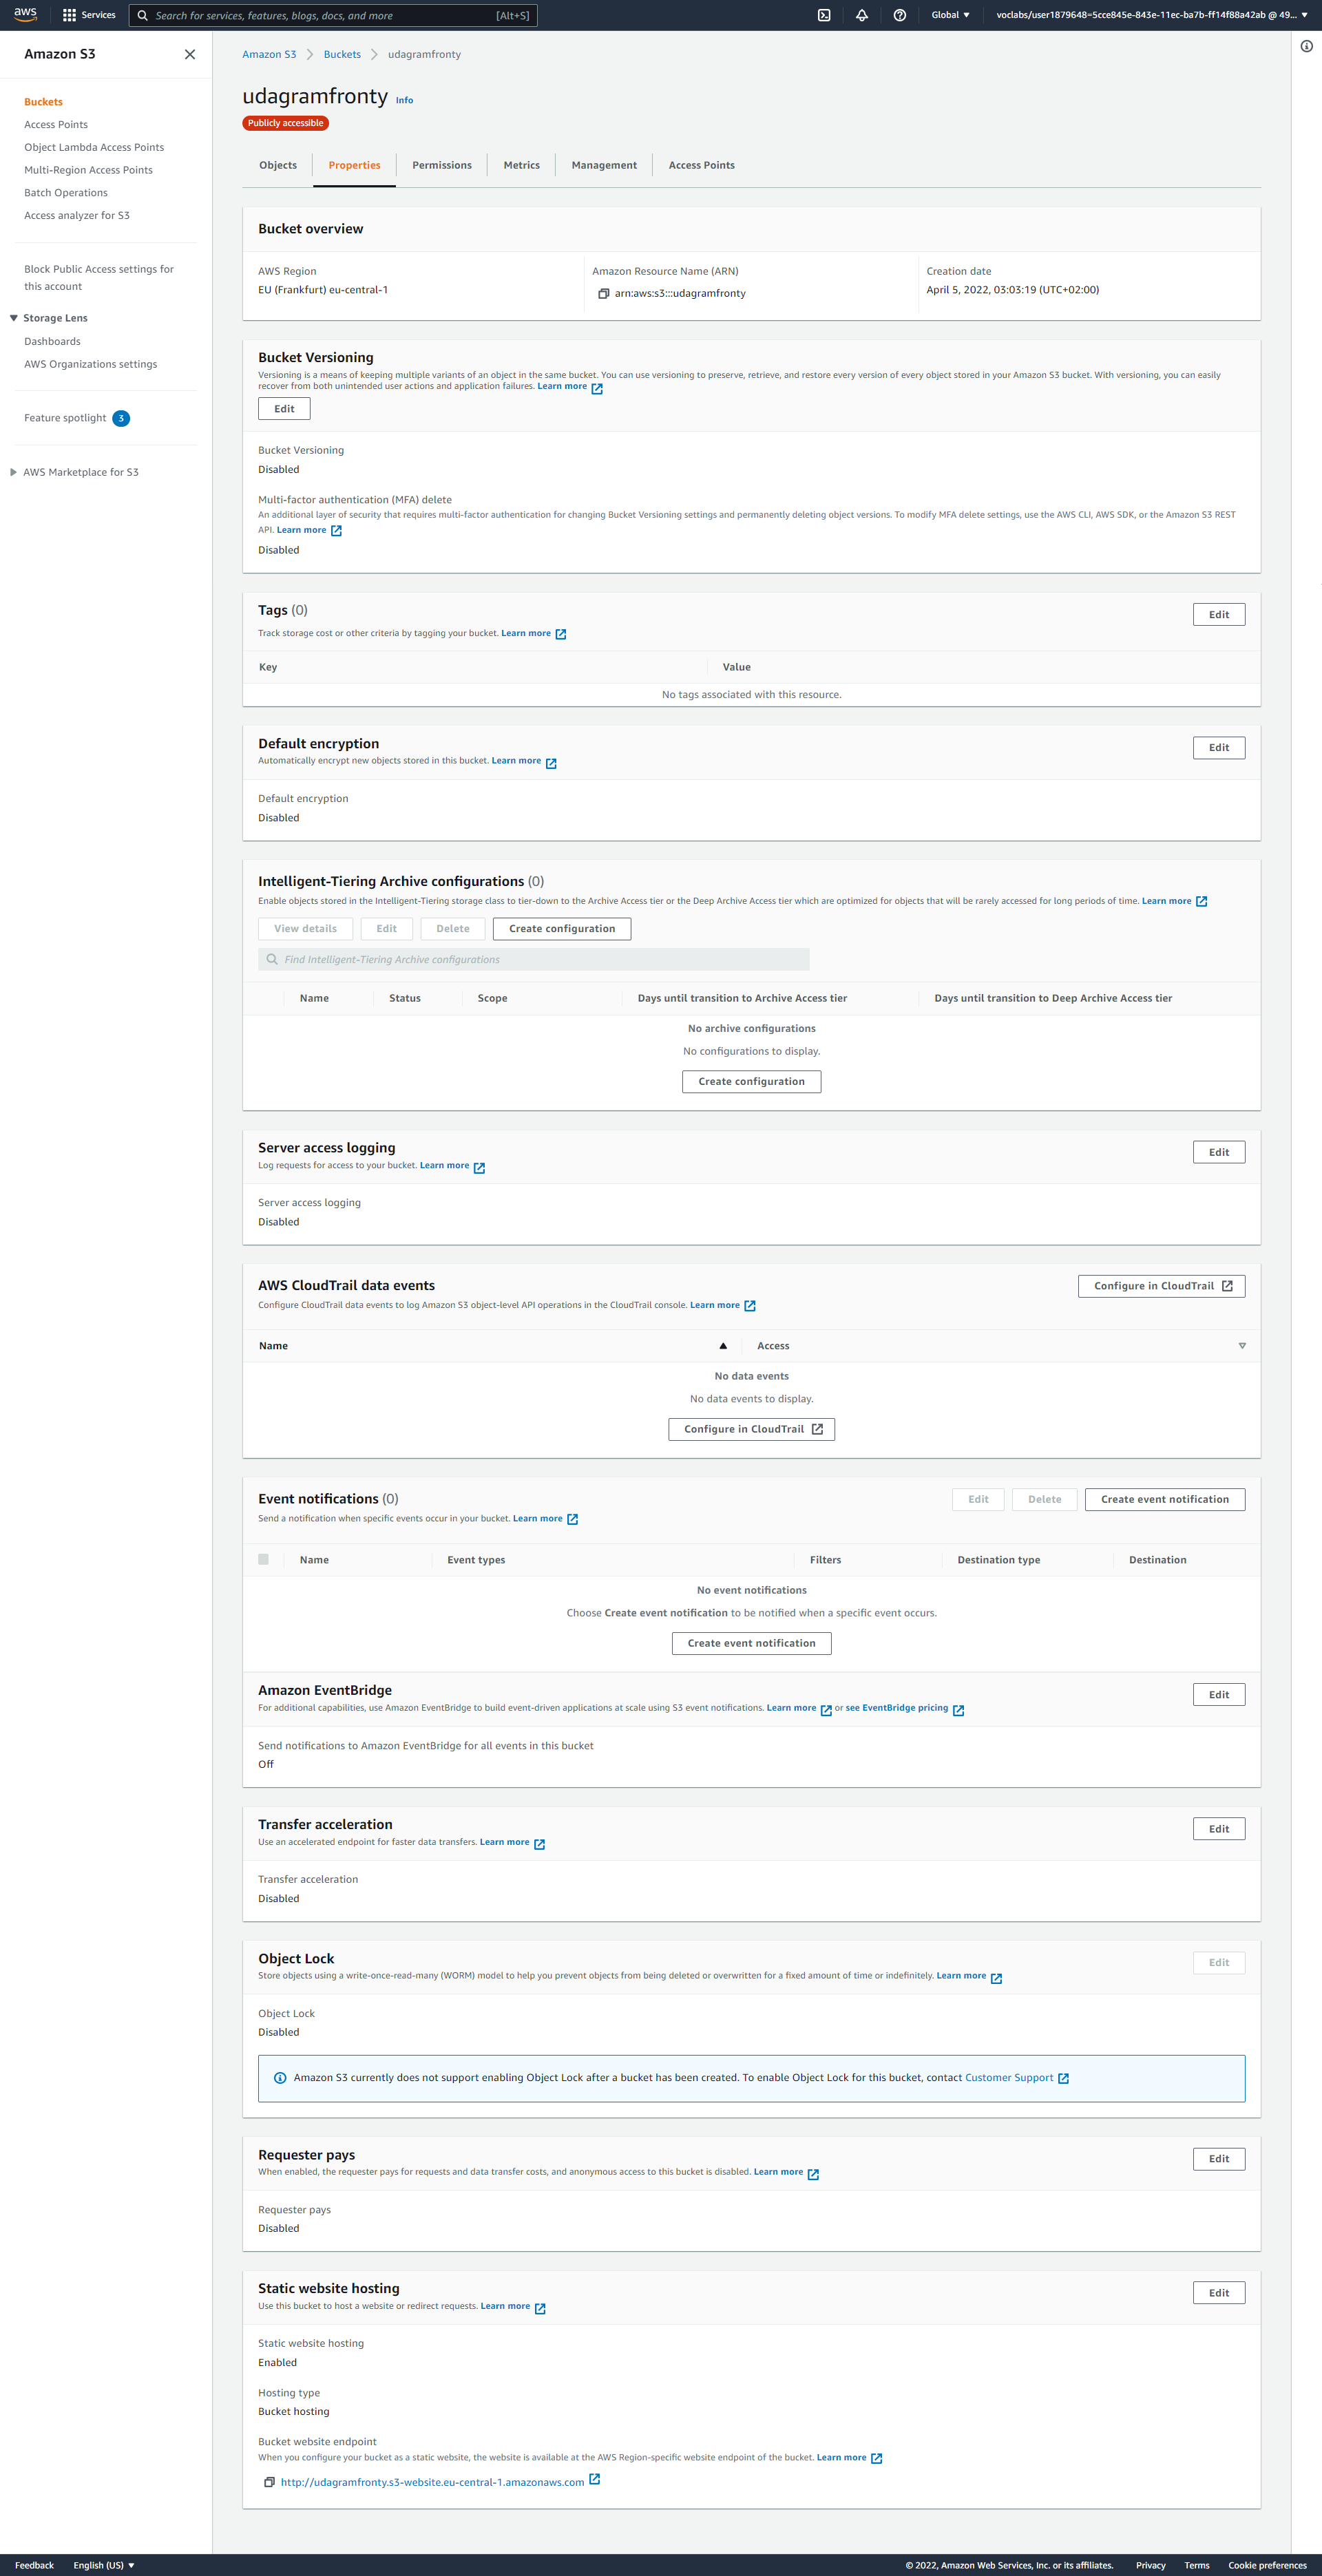 aws
Services
Search for services, features, blogs, docs, and more
[Alt+S]
Global
voclabs/user1879648=5cce845e-843e-11ec-ba7b-ff14f88a42ab @ 49...
Amazon S3
Buckets
Access Points
Object Lambda Access Points
Multi-Region Access Points
Batch Operations
Access analyzer for S3
Block Public Access settings for
this account
Storage Lens
Dashboards
AWS Organizations settings
Feature spotlight 3
AWS Marketplace for S3
Amazon S3 Buckets udagramfronty
udagramfronty Info
Publicly accessible
Objects Properties Permissions Metrics Management Access Points
Bucket overview
AWS Region
EU (Frankfurt) eu-central-1
Amazon Resource Name (ARN)
arn:aws:s3:::udagramfronty
Creation date
April 5, 2022, 03:03:19 (UTC+02:00)
Bucket Versioning
Versioning is a means of keeping multiple variants of an object in the same bucket. You can use versioning to preserve, retrieve, and restore every version of every object stored in your Amazon S3 bucket. With versioning, you can easily
recover from both unintended user actions and application failures. Learn more
Edit
Bucket Versioning
Disabled
Multi-factor authentication (MFA) delete
An additional layer of security that requires multi-factor authentication for changing Bucket Versioning settings and permanently deleting object versions. To modify MFA delete settings, use the AWS CLI, AWS SDK, or the Amazon S3 REST
API. Learn more
Disabled
Tags (0)
Edit
Track storage cost or other criteria by tagging your bucket. Learn more
Key Value
No tags associated with this resource.
Default encryption
Edit
Automatically encrypt new objects stored in this bucket. Learn more
Default encryption
Disabled
Intelligent-Tiering Archive configurations (0)
Enable objects stored in the Intelligent-Tiering storage class to tier-down to the Archive Access tier or the Deep Archive Access tier which are optimized for objects that will be rarely accessed for long periods of time. Learn more
View details Edit Delete Create configuration
Find Intelligent-Tiering Archive configurations
Name Status Scope Days until transition to Archive Access tier Days until transition to Deep Archive Access tier
No archive configurations
No configurations to display.
Create configuration
Server access logging
Edit
Log requests for access to your bucket. Learn more
Server access logging
Disabled
AWS CloudTrail data events
Configure in CloudTrail
Configure CloudTrail data events to log Amazon S3 object-level API operations in the CloudTrail console. Learn more
Name Access
No data events
No data events to display.
Configure in CloudTrail
Event notifications (0)
Edit Delete Create event notification
Send a notification when specific events occur in your bucket. Learn more
Name Event types Filters Destination type Destination
No event notifications
Choose Create event notification to be notified when a specific event occurs.
Create event notification
Amazon EventBridge
Edit
For additional capabilities, use Amazon EventBridge to build event-driven applications at scale using S3 event notifications. Learn more or see EventBridge pricing
Send notifications to Amazon EventBridge for all events in this bucket
Off
Transfer acceleration
Edit
Use an accelerated endpoint for faster data transfers. Learn more
Transfer acceleration
Disabled
Object Lock
Edit
Store objects using a write-once-read-many (WORM) model to help you prevent objects from being deleted or overwritten for a fixed amount of time or indefinitely. Learn more
Object Lock
Disabled
Amazon S3 currently does not support enabling Object Lock after a bucket has been created. To enable Object Lock for this bucket, contact Customer Support
Requester pays
Edit
When enabled, the requester pays for requests and data transfer costs, and anonymous access to this bucket is disabled. Learn more
Requester pays
Disabled
Static website hosting
Edit
Use this bucket to host a website or redirect requests. Learn more
Static website hosting
Enabled
Hosting type
Bucket hosting
Bucket website endpoint
When you configure your bucket as a static website, the website is available at the AWS Region-specific website endpoint of the bucket. Learn more
http://udagramfronty.s3-website.eu-central-1.amazonaws.com
Feedback English (US) © 2022, Amazon Web Services, Inc. or its affiliates. Privacy Terms Cookie preferences